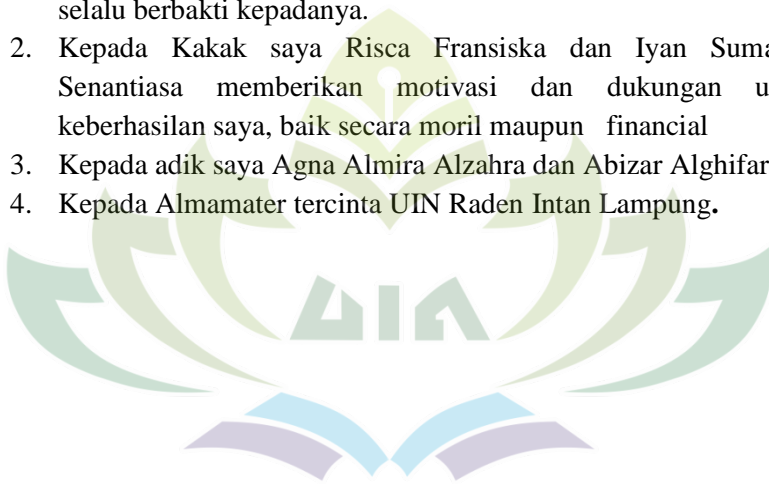 selalu berbakti kepadanya.
2. Kepada Kakak saya Risca Fransiska dan Iyan
Senantiasa memberikan motivasi dan dukungan
keberhasilan saya, baik secara moril maupun financial
3. Kepada adik saya Agna Almira Alzahra dan Abizar
4. Kepada Almamater tercinta UIN Raden Intan Lampung.
UIN